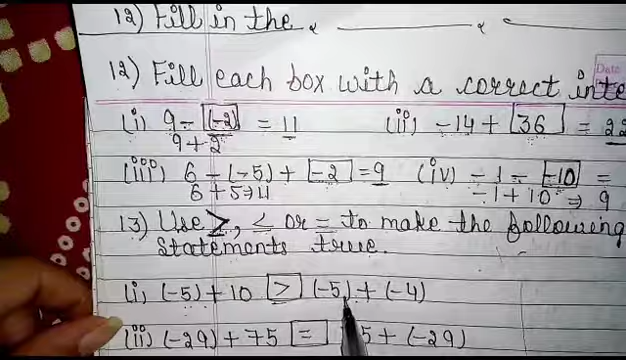 12) Fill in the
12) Fill each box with a correct inte
(i) 9 - (-2) = 11 (ii) -14 + 36 = 22
9 + 2
(iii) 6 - (-5) + -2 = 9 (iv) -1 - -10 =
6 + 5 → 11 -1 + 10 ⇒ 9
13) Use >, < or = to make the following
statements true.
(i) (-5) + 10 > (-5) + (-4)
(ii) (-29) + 75 = 5 + (-29)